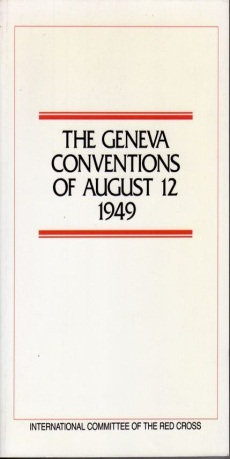 THE GENEVA
CONVENTIONS
OF AUGUST 12
1949
INTERNATIONAL COMMITTEE OF THE RED CROSS